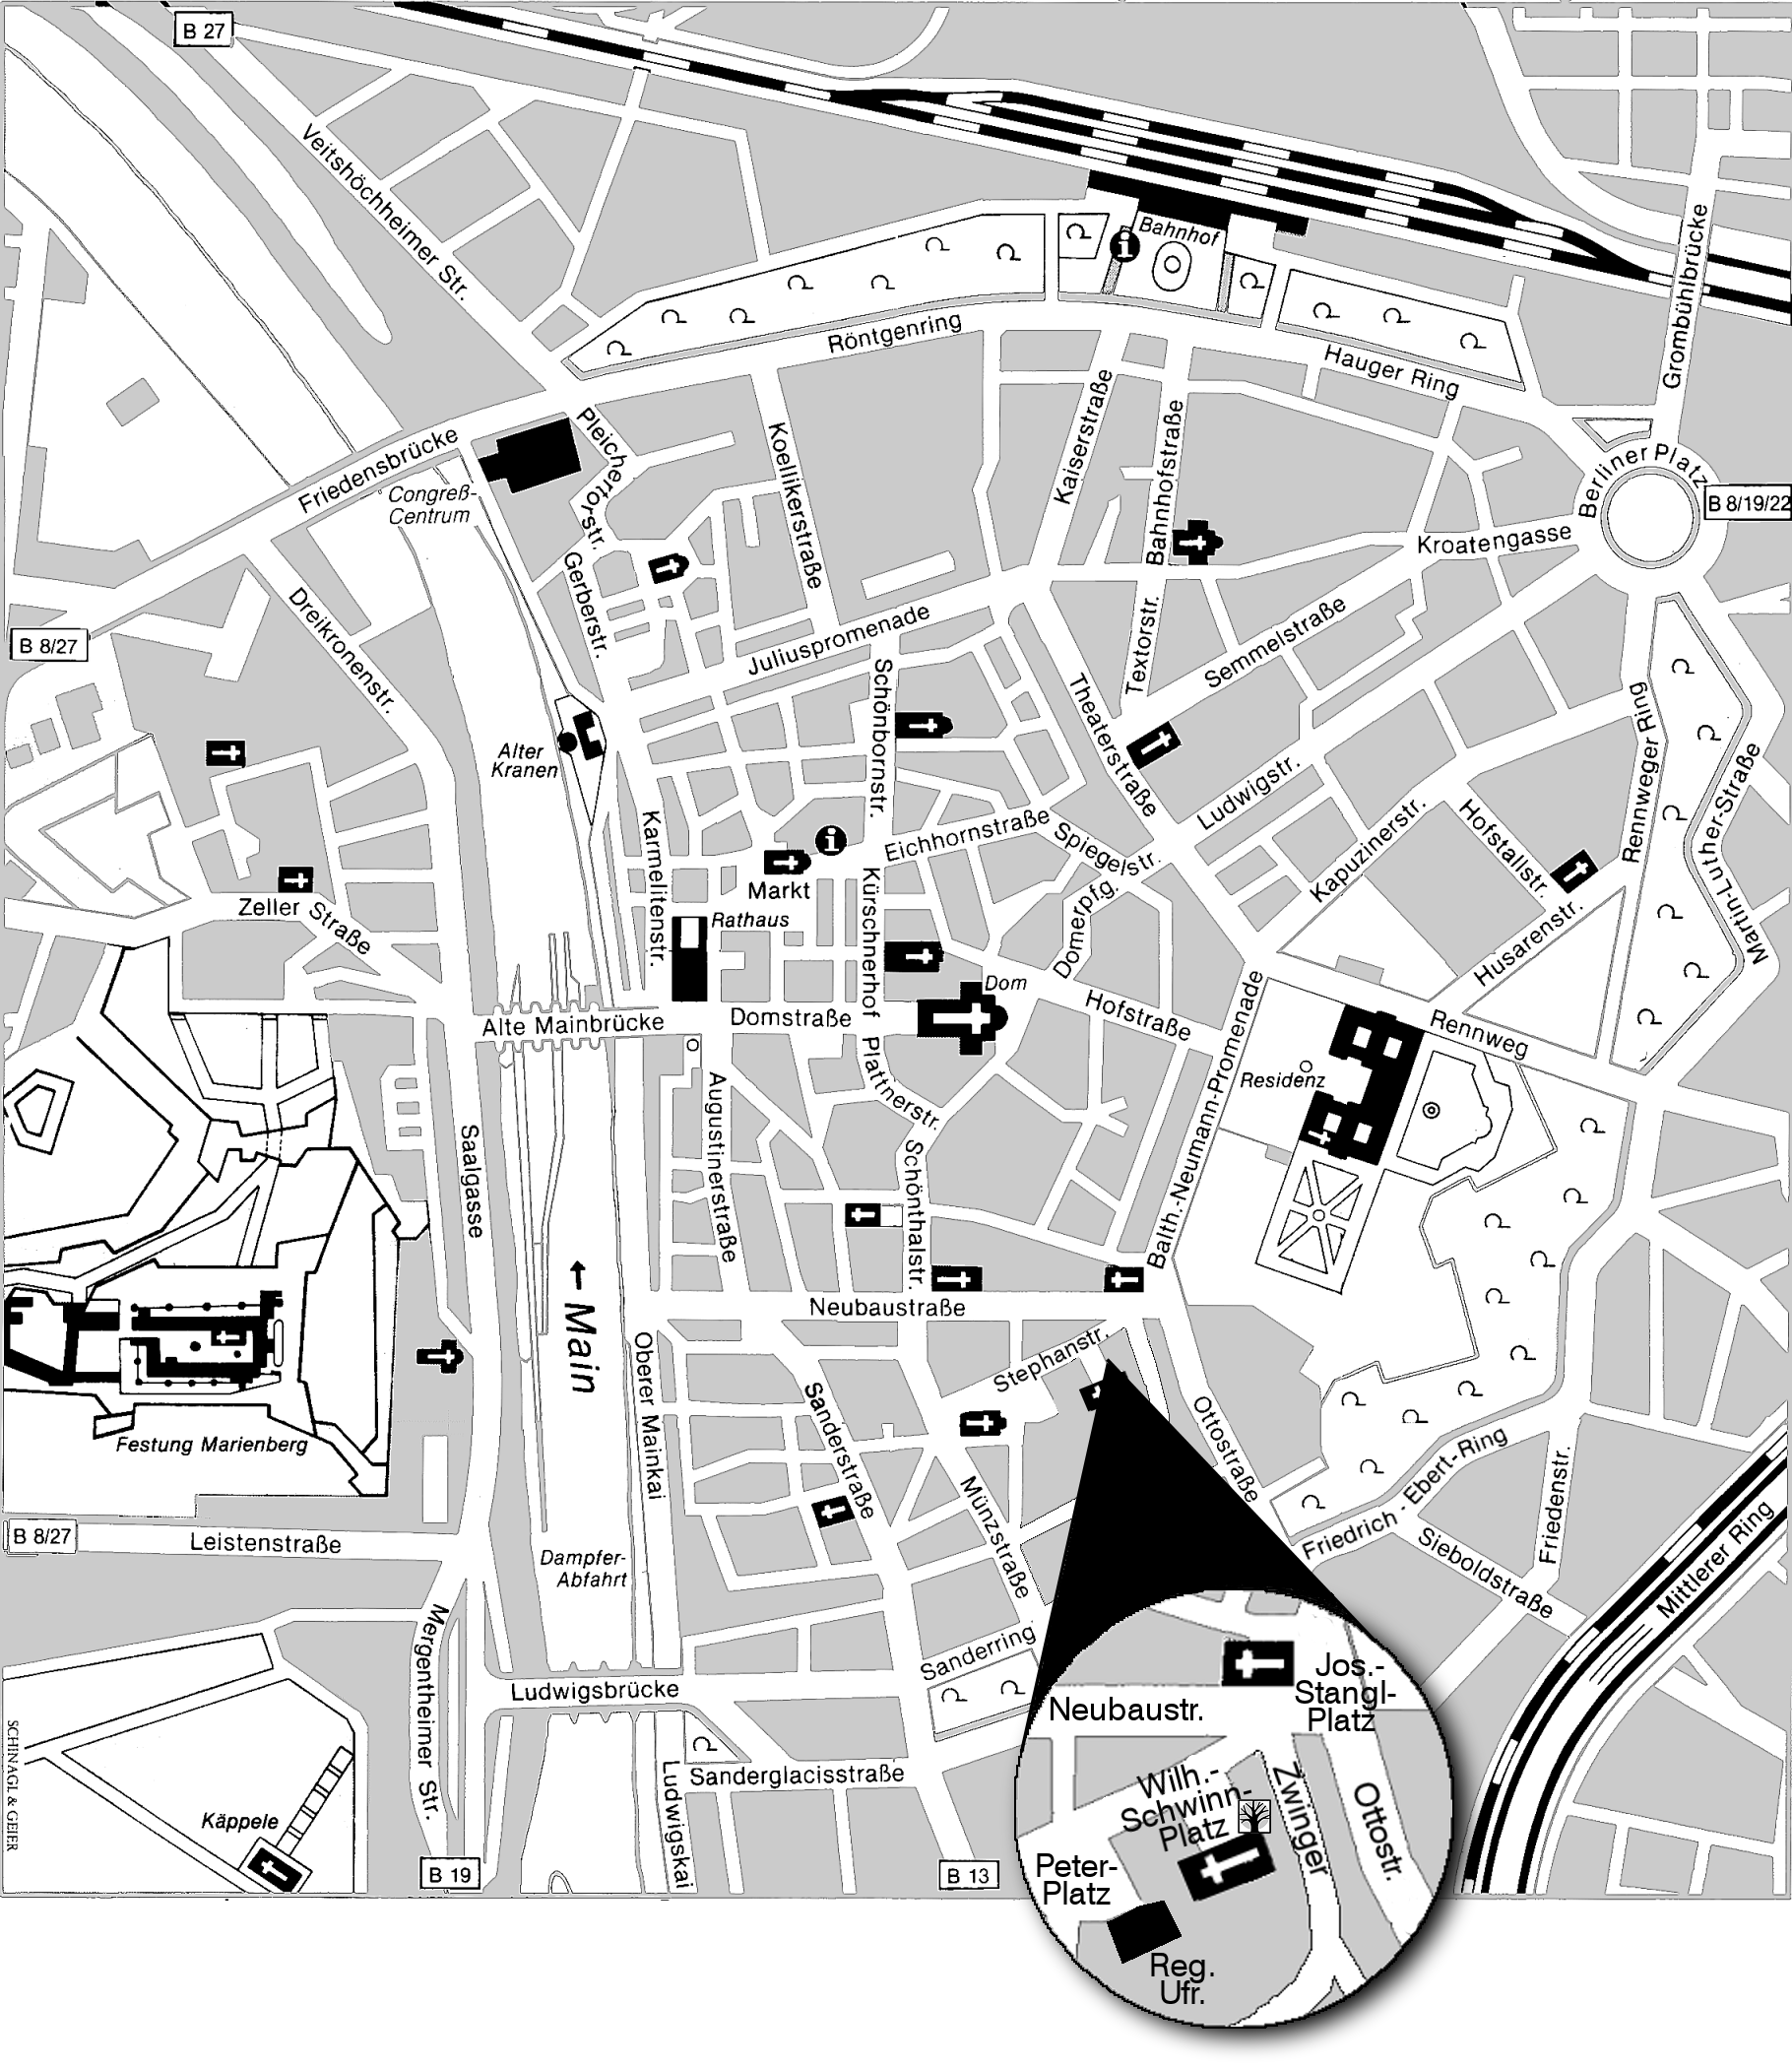 B 27
Veitshöchheimer Str.
Bahnhof
i
Grombühlbrücke
Röntgenring
Hauger Ring
Friedensbrücke
Congreß-
Centrum
Pleichertorstr.
Koellikerstraße
Kaiserstraße
Bahnhofstraße
Berliner Platz
B 8/19/22
Kroatengasse
Gerberstr.
Dreikronenstr.
B 8/27
Juliuspromenade
Textorstr.
Semmelstraße
Schönbornstr.
Theaterstraße
Rennweger Ring
Martin-Luther-Straße
Alter
Kranen
Ludwigstr.
Karmelitenstr.
i
Eichhornstraße
Spiegelstr.
Kapuzinerstr.
Hofstallstr.
Markt
Kürschnerhof
Domerpfg.
Zeller Straße
Rathaus
Husarenstr.
Dom
Hofstraße
Alte Mainbrücke
Domstraße
Rennweg
Plattnerstr.
Residenz
Balth.-Neumann-Promenade
Augustinerstraße
Saalgasse
Schönthalstr.
← Main
Neubaustraße
Oberer Mainkai
Stephanstr.
Sanderstraße
Ottostraße
Festung Marienberg
Friedrich-Ebert-Ring
Friedenstr.
Münzstraße
B 8/27
Leistenstraße
Sieboldstraße
Mittlerer Ring
Dampfer-
Abfahrt
Mergentheimer Str.
Sanderring
Ludwigsbrücke
Jos.-
Stangl-
Platz
Neubaustr.
SCHINAGL & GEIER
Sanderglacisstraße
Ludwigskai
Wilh.-
Schwinn-
Platz
Zwinger
Ottostr.
Käppele
Peter-
Platz
B 19
B 13
Reg.
Ufr.